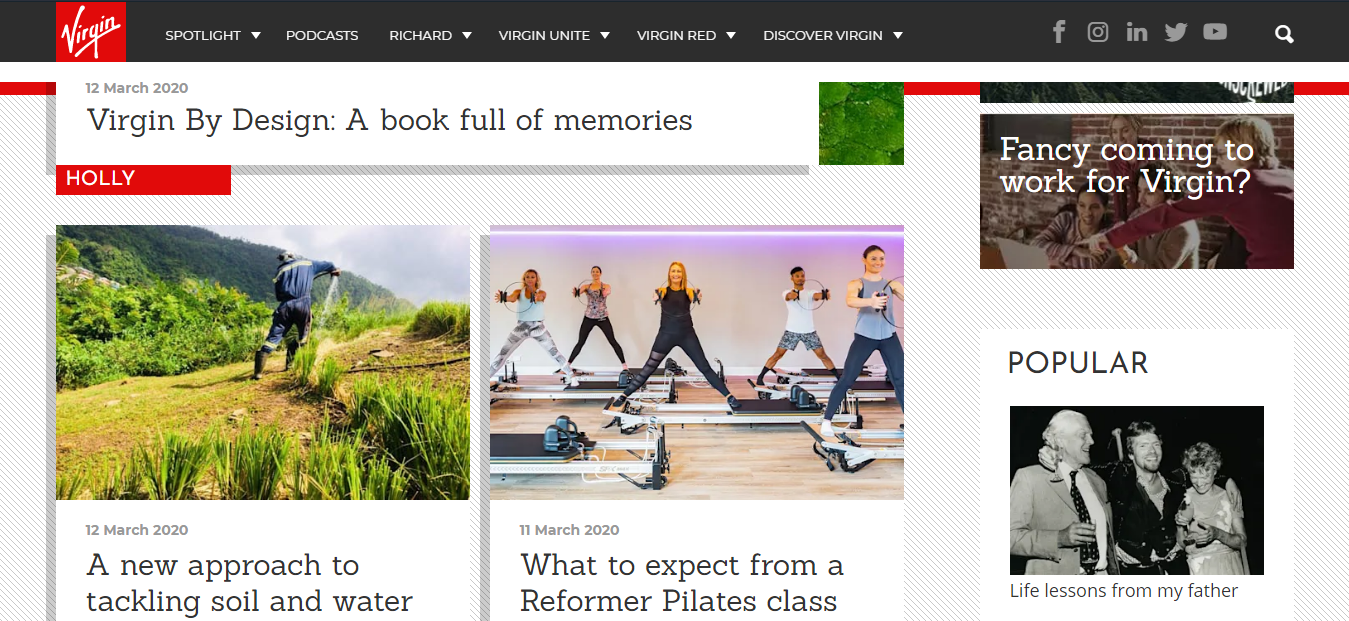 Virgin
SPOTLIGHT
PODCASTS
RICHARD
VIRGIN UNITE
VIRGIN RED
DISCOVER VIRGIN
12 March 2020
Virgin By Design: A book full of memories
HOLLY
12 March 2020
A new approach to
tackling soil and water
11 March 2020
What to expect from a
Reformer Pilates class
Fancy coming to
work for Virgin?
POPULAR
Life lessons from my father